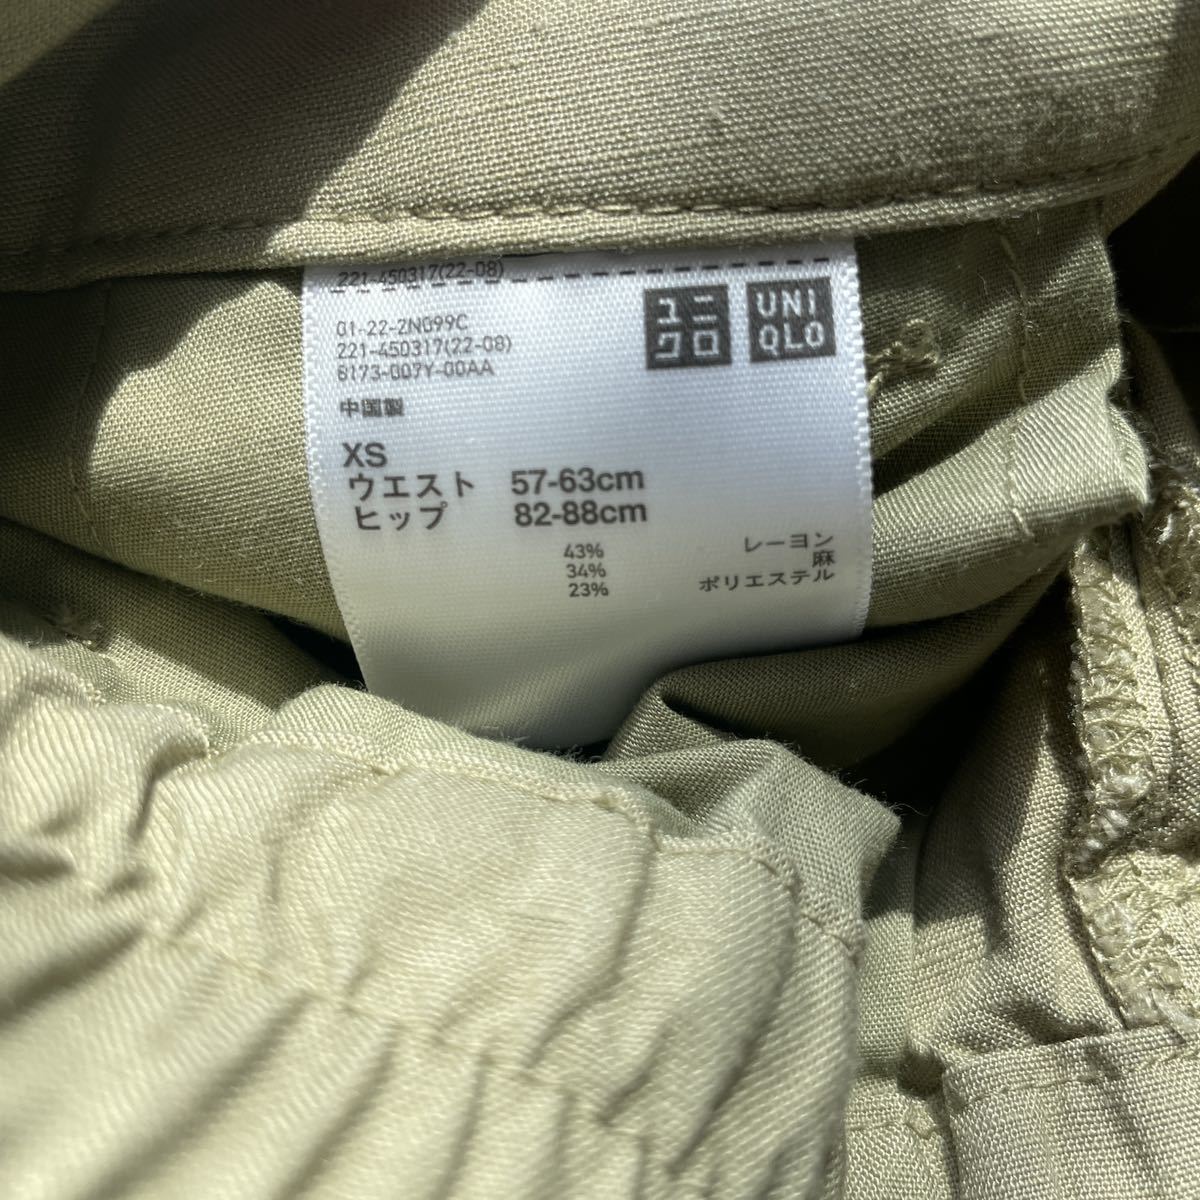 221-450317(22-08)
ユニ
クロ
UNI
QLO
01-22-2N099C
221-450317(22-08)
6173-007Y-00AA
中国製
XS
ウエスト 57-63cm
ヒップ 82-88cm
43% レーヨン
34% 麻
23% ポリエステル